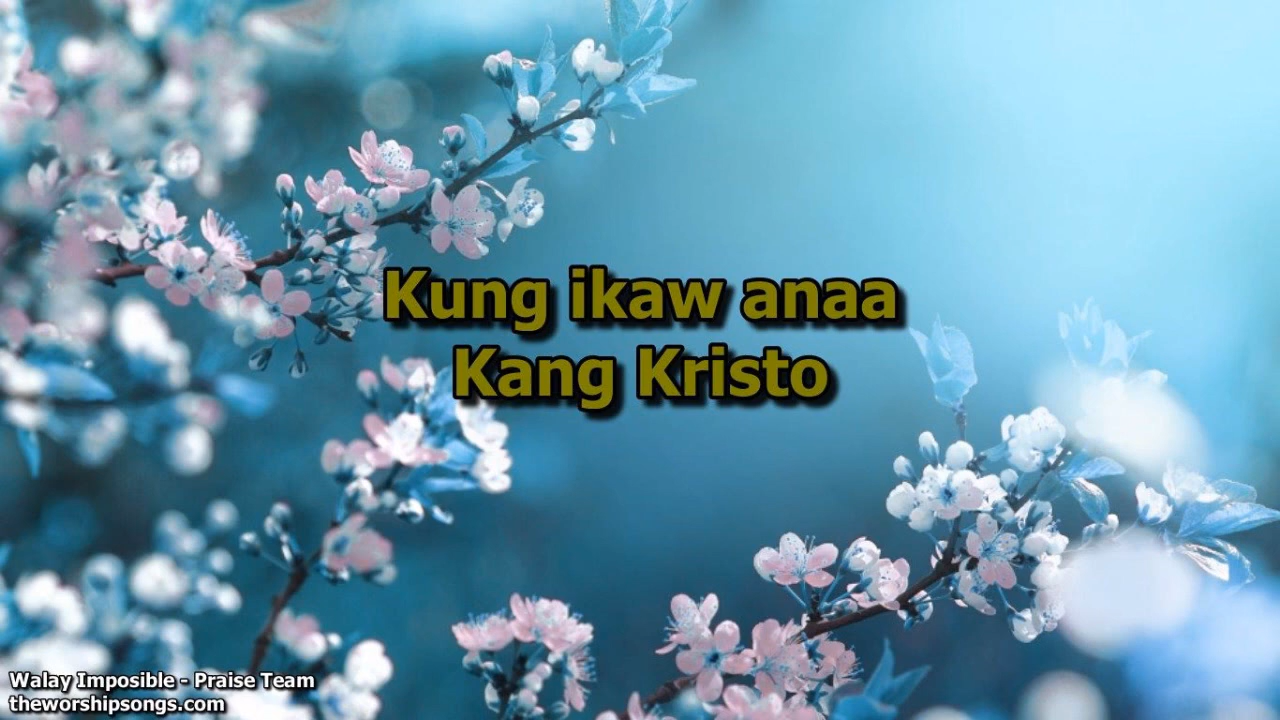 Kung ikaw anaa
Kang Kristo
Walay Imposible - Praise Team
theworshipsongs.com